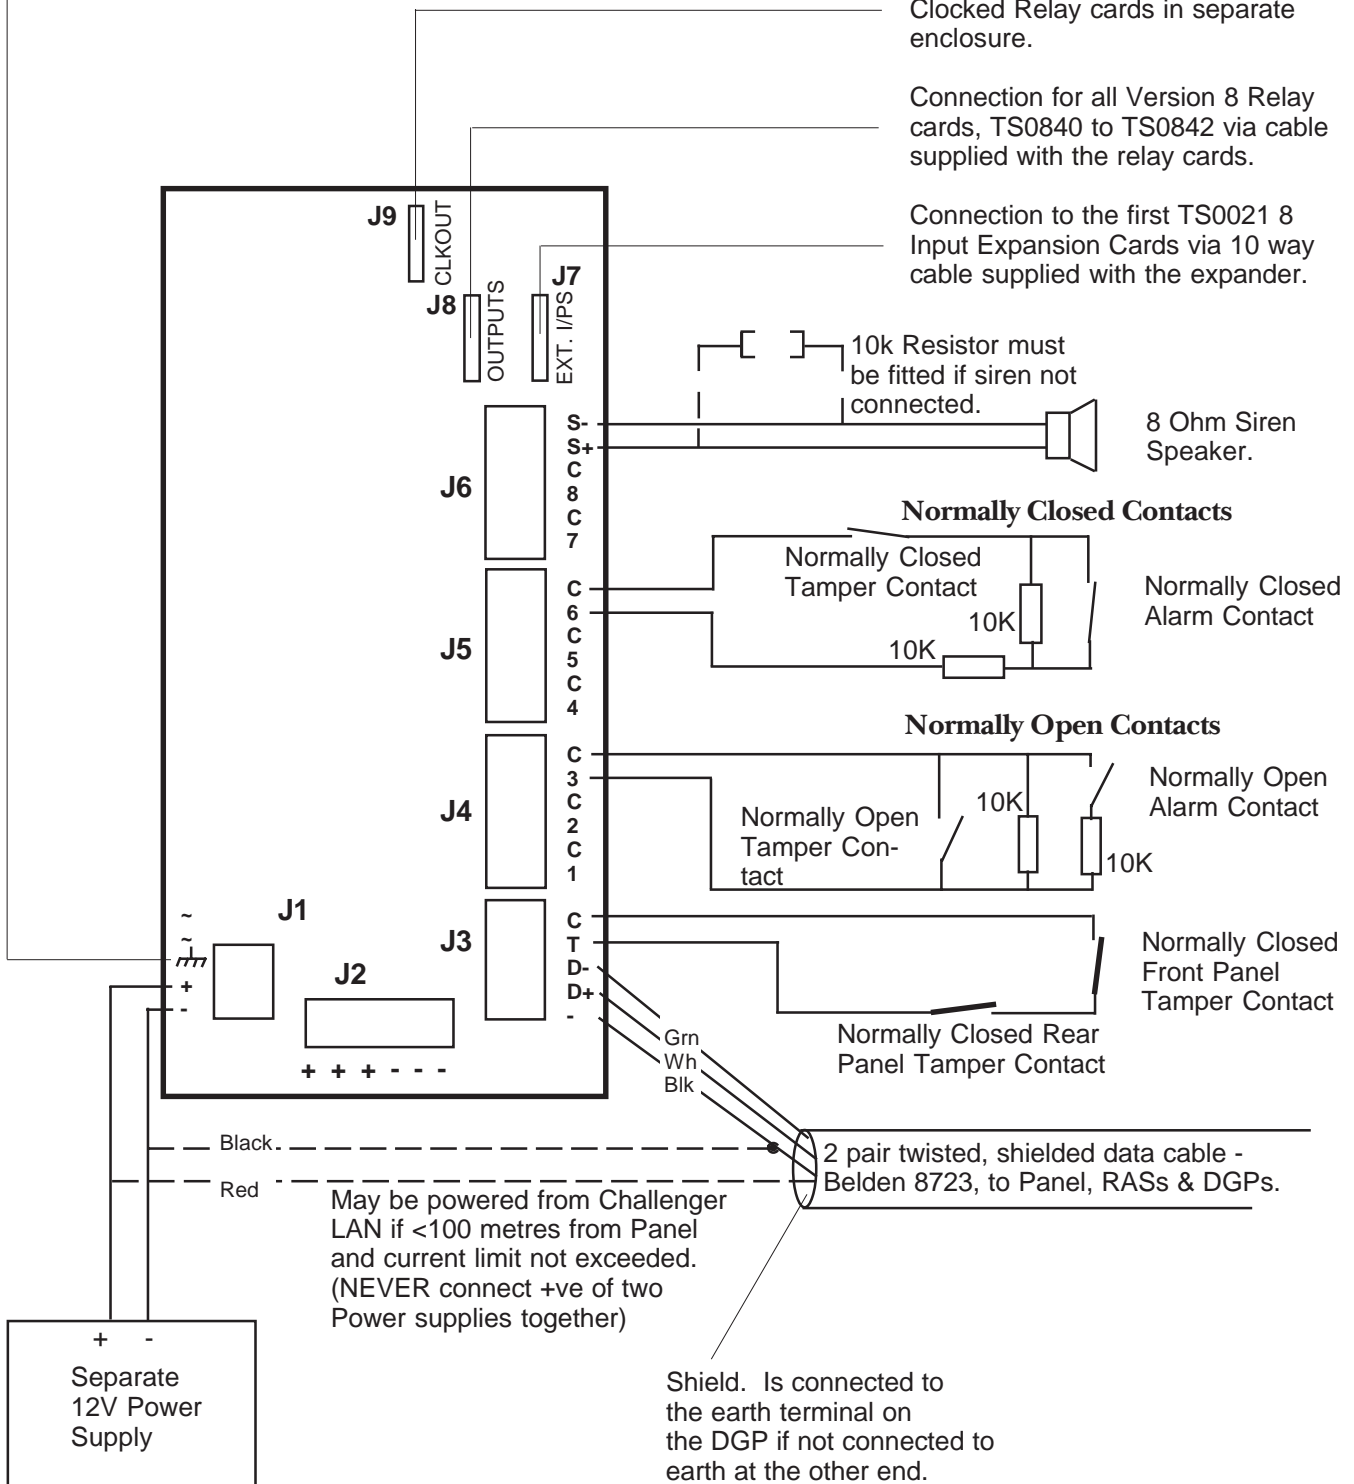 Clocked Relay cards in separate
enclosure.
Connection for all Version 8 Relay
cards, TS0840 to TS0842 via cable
supplied with the relay cards.
Connection to the first TS0021 8
Input Expansion Cards via 10 way
cable supplied with the expander.
J9
CLKOUT
J8
OUTPUTS
J7
EXT. I/PS
10k Resistor must
be fitted if siren not
connected.
8 Ohm Siren
Speaker.
J6
S-
S+
C
8
C
7
Normally Closed Contacts
Normally Closed
Tamper Contact
10K
10K
Normally Closed
Alarm Contact
J5
C
6
C
5
C
4
Normally Open Contacts
J4
C
3
C
2
C
1
Normally Open
Tamper Con-
tact
10K
10K
Normally Open
Alarm Contact
J1
~
~
+
-
J2
+ + + - - -
J3
C
T
D-
D+
-
Normally Closed
Front Panel
Tamper Contact
Normally Closed Rear
Panel Tamper Contact
Grn
Wh
Blk
Black
Red
2 pair twisted, shielded data cable -
Belden 8723, to Panel, RASs & DGPs.
May be powered from Challenger
LAN if <100 metres from Panel
and current limit not exceeded.
(NEVER connect +ve of two
Power supplies together)
+ -
Separate
12V Power
Supply
Shield. Is connected to
the earth terminal on
the DGP if not connected to
earth at the other end.